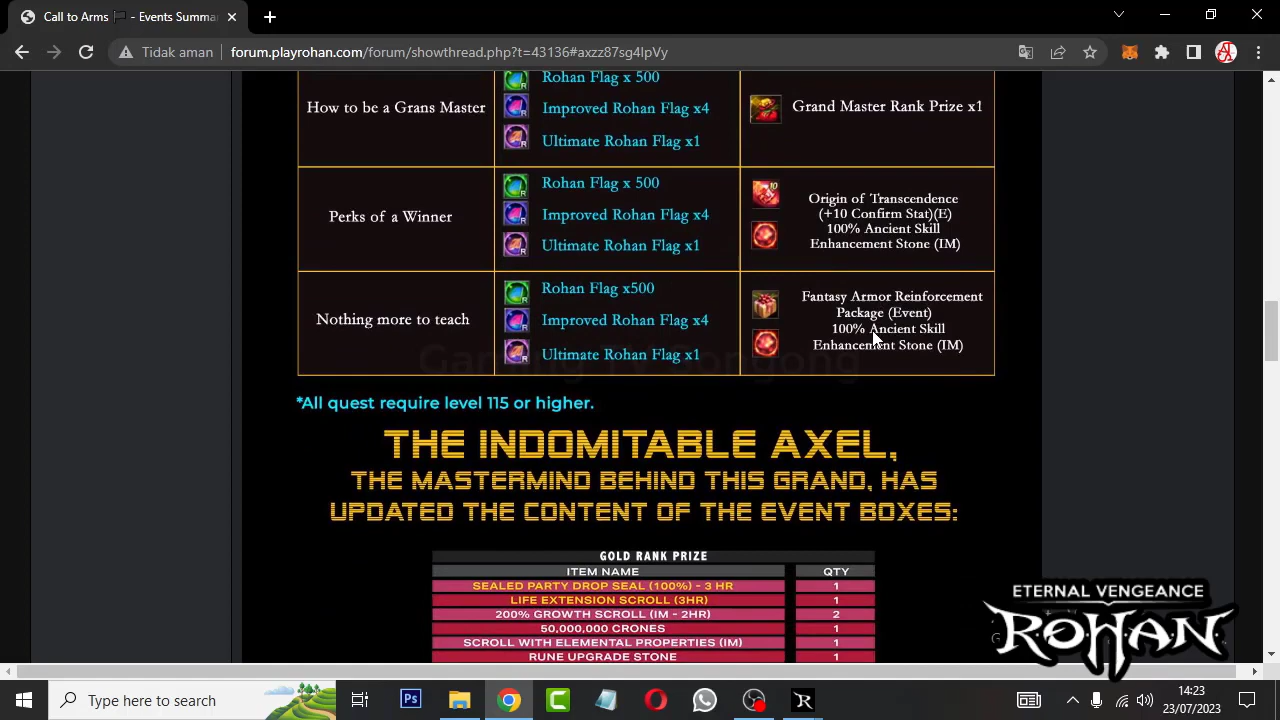 Call to Arms - Events Summa
Tidak aman
forum.playrohan.com/forum/showthread.php?t=43136#axzz87sg4IpVy
How to be a Grans Master
Rohan Flag x 500
Improved Rohan Flag x4
Ultimate Rohan Flag x1
Grand Master Rank Prize x1
Perks of a Winner
Rohan Flag x 500
Improved Rohan Flag x4
Ultimate Rohan Flag x1
Origin of Transcendence
(+10 Confirm Stat)(E)
100% Ancient Skill
Enhancement Stone (IM)
Nothing more to teach
Rohan Flag x500
Improved Rohan Flag x4
Ultimate Rohan Flag x1
Fantasy Armor Reinforcement
Package (Event)
100% Ancient Skill
Enhancement Stone (IM)
Gaming TV Songong
*All quest require level 115 or higher.
THE INDOMITABLE AXEL,
THE MASTERMIND BEHIND THIS GRAND, HAS
UPDATED THE CONTENT OF THE EVENT BOXES:
GOLD RANK PRIZE
ITEM NAME QTY
SEALED PARTY DROP SEAL (100%) - 3 HR 1
LIFE EXTENSION SCROLL (3HR) 1
200% GROWTH SCROLL (IM - 2HR) 2
50,000,000 CRONES 1
SCROLL WITH ELEMENTAL PROPERTIES (IM) 1
RUNE UPGRADE STONE 1
ETERNAL VENGEANCE
ROHAN
Type here to search
14:23
23/07/2023